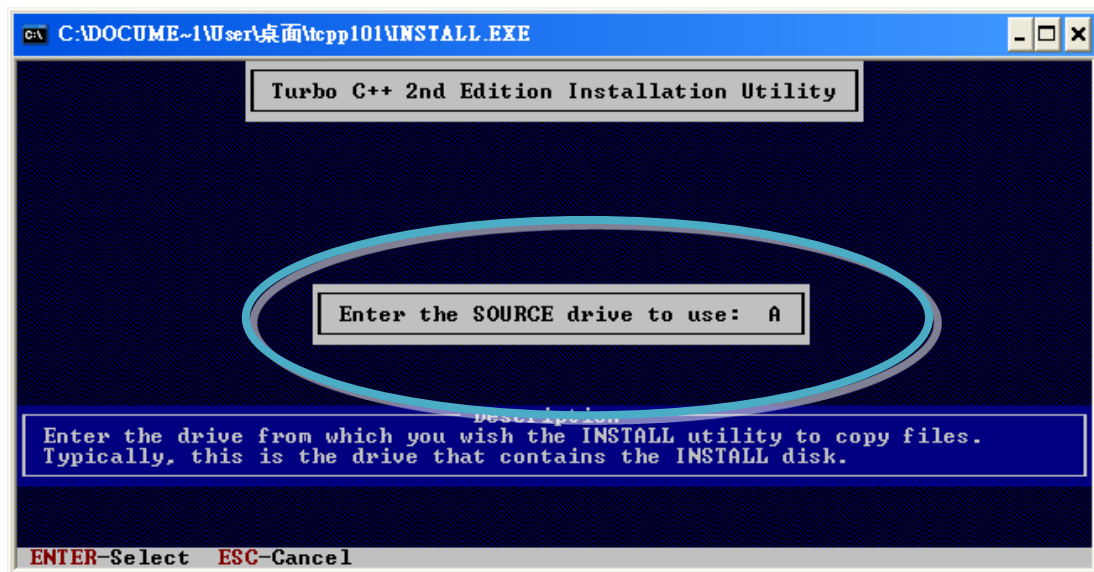 C:\DOCUME~1\User\桌面\tcpp101\INSTALL.EXE
Turbo C++ 2nd Edition Installation Utility
Enter the SOURCE drive to use: A
Description
Enter the drive from which you wish the INSTALL utility to copy files.
Typically, this is the drive that contains the INSTALL disk.
ENTER-Select ESC-Cancel